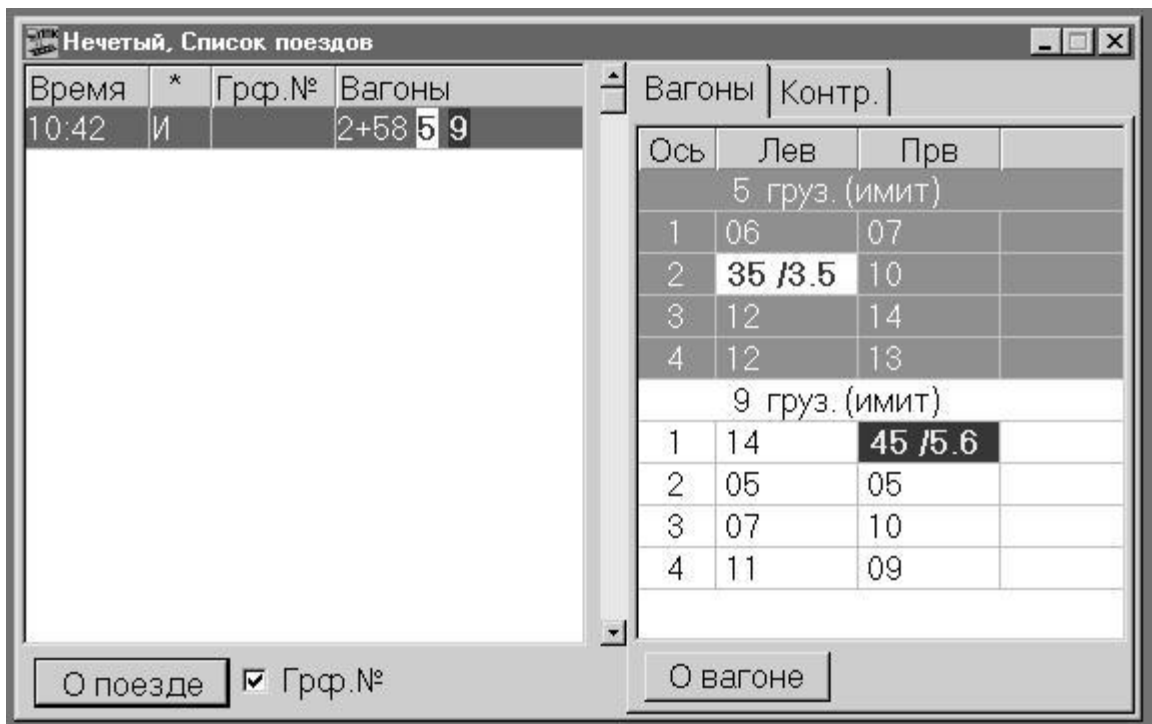 Нечетый, Список поездов
Время * Грф.№ Вагоны
10:42 И 2+58 5 9
Вагоны Контр.
Ось Лев Прв
5 груз. (имит)
1 06 07
2 35 /3.5 10
3 12 14
4 12 13
9 груз. (имит)
1 14 45 /5.6
2 05 05
3 07 10
4 11 09
О поезде Грф.№
О вагоне